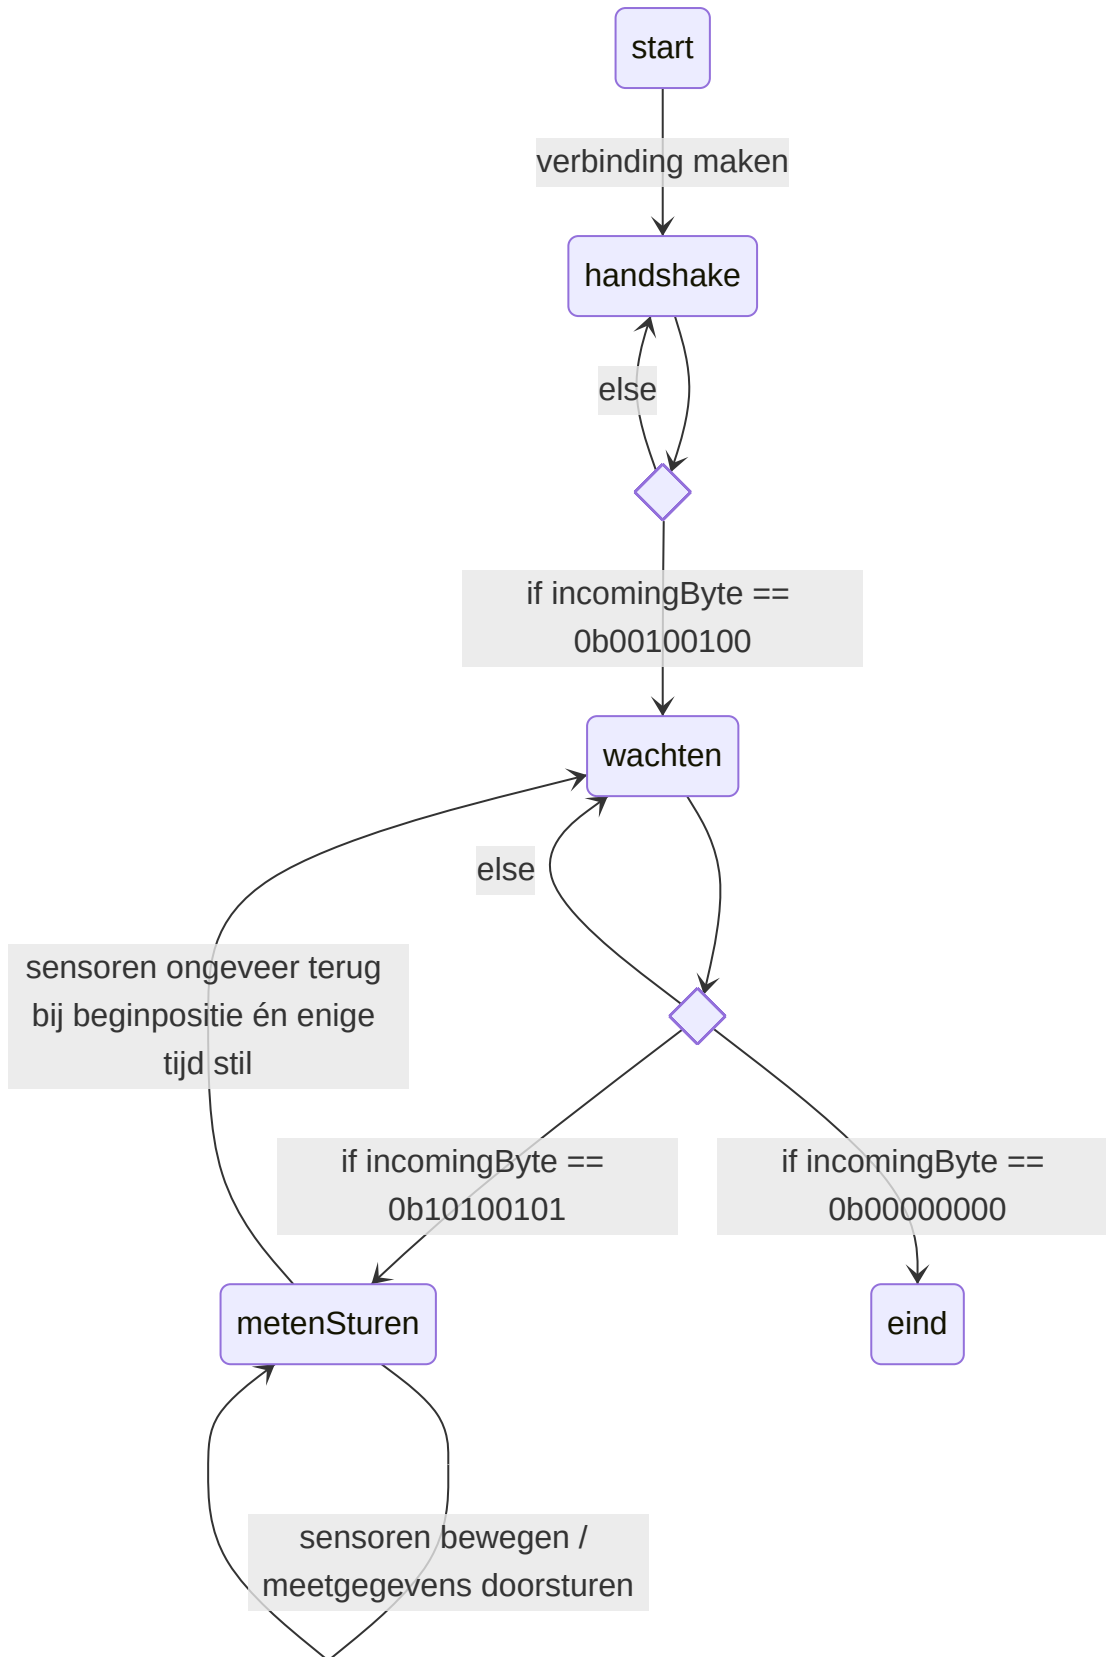 start
verbinding maken
handshake
else
if incomingByte ==
0b00100100
wachten
else
sensoren ongeveer terug
bij beginpositie én enige
tijd stil
if incomingByte ==
0b10100101
if incomingByte ==
0b00000000
metenSturen
eind
sensoren bewegen /
meetgegevens doorsturen